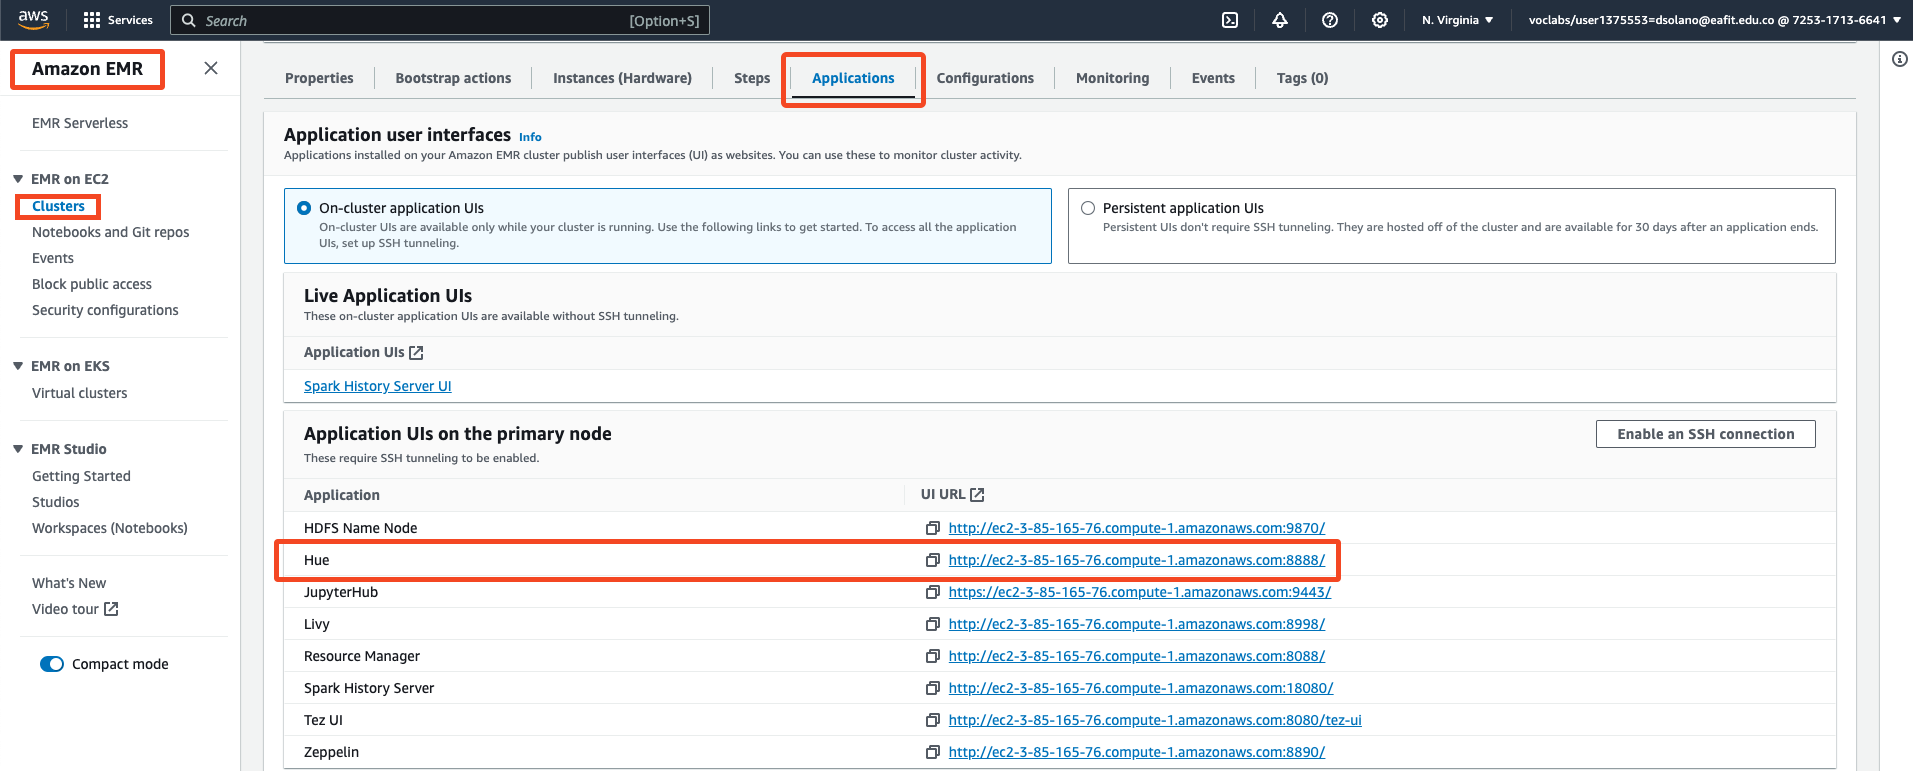 aws
Services
Search
[Option+S]
N. Virginia
voclabs/user1375553=dsolano@eafit.edu.co @ 7253-1713-6641
Amazon EMR
EMR Serverless
EMR on EC2
Clusters
Notebooks and Git repos
Events
Block public access
Security configurations
EMR on EKS
Virtual clusters
EMR Studio
Getting Started
Studios
Workspaces (Notebooks)
What's New
Video tour
Compact mode
Properties
Bootstrap actions
Instances (Hardware)
Steps
Applications
Configurations
Monitoring
Events
Tags (0)
Application user interfaces Info
Applications installed on your Amazon EMR cluster publish user interfaces (UI) as websites. You can use these to monitor cluster activity.
On-cluster application UIs
On-cluster UIs are available only while your cluster is running. Use the following links to get started. To access all the application
UIs, set up SSH tunneling.
Persistent application UIs
Persistent UIs don't require SSH tunneling. They are hosted off of the cluster and are available for 30 days after an application ends.
Live Application UIs
These on-cluster application UIs are available without SSH tunneling.
Application UIs
Spark History Server UI
Application UIs on the primary node
These require SSH tunneling to be enabled.
Enable an SSH connection
Application UI URL
HDFS Name Node http://ec2-3-85-165-76.compute-1.amazonaws.com:9870/
Hue http://ec2-3-85-165-76.compute-1.amazonaws.com:8888/
JupyterHub https://ec2-3-85-165-76.compute-1.amazonaws.com:9443/
Livy http://ec2-3-85-165-76.compute-1.amazonaws.com:8998/
Resource Manager http://ec2-3-85-165-76.compute-1.amazonaws.com:8088/
Spark History Server http://ec2-3-85-165-76.compute-1.amazonaws.com:18080/
Tez UI http://ec2-3-85-165-76.compute-1.amazonaws.com:8080/tez-ui
Zeppelin http://ec2-3-85-165-76.compute-1.amazonaws.com:8890/